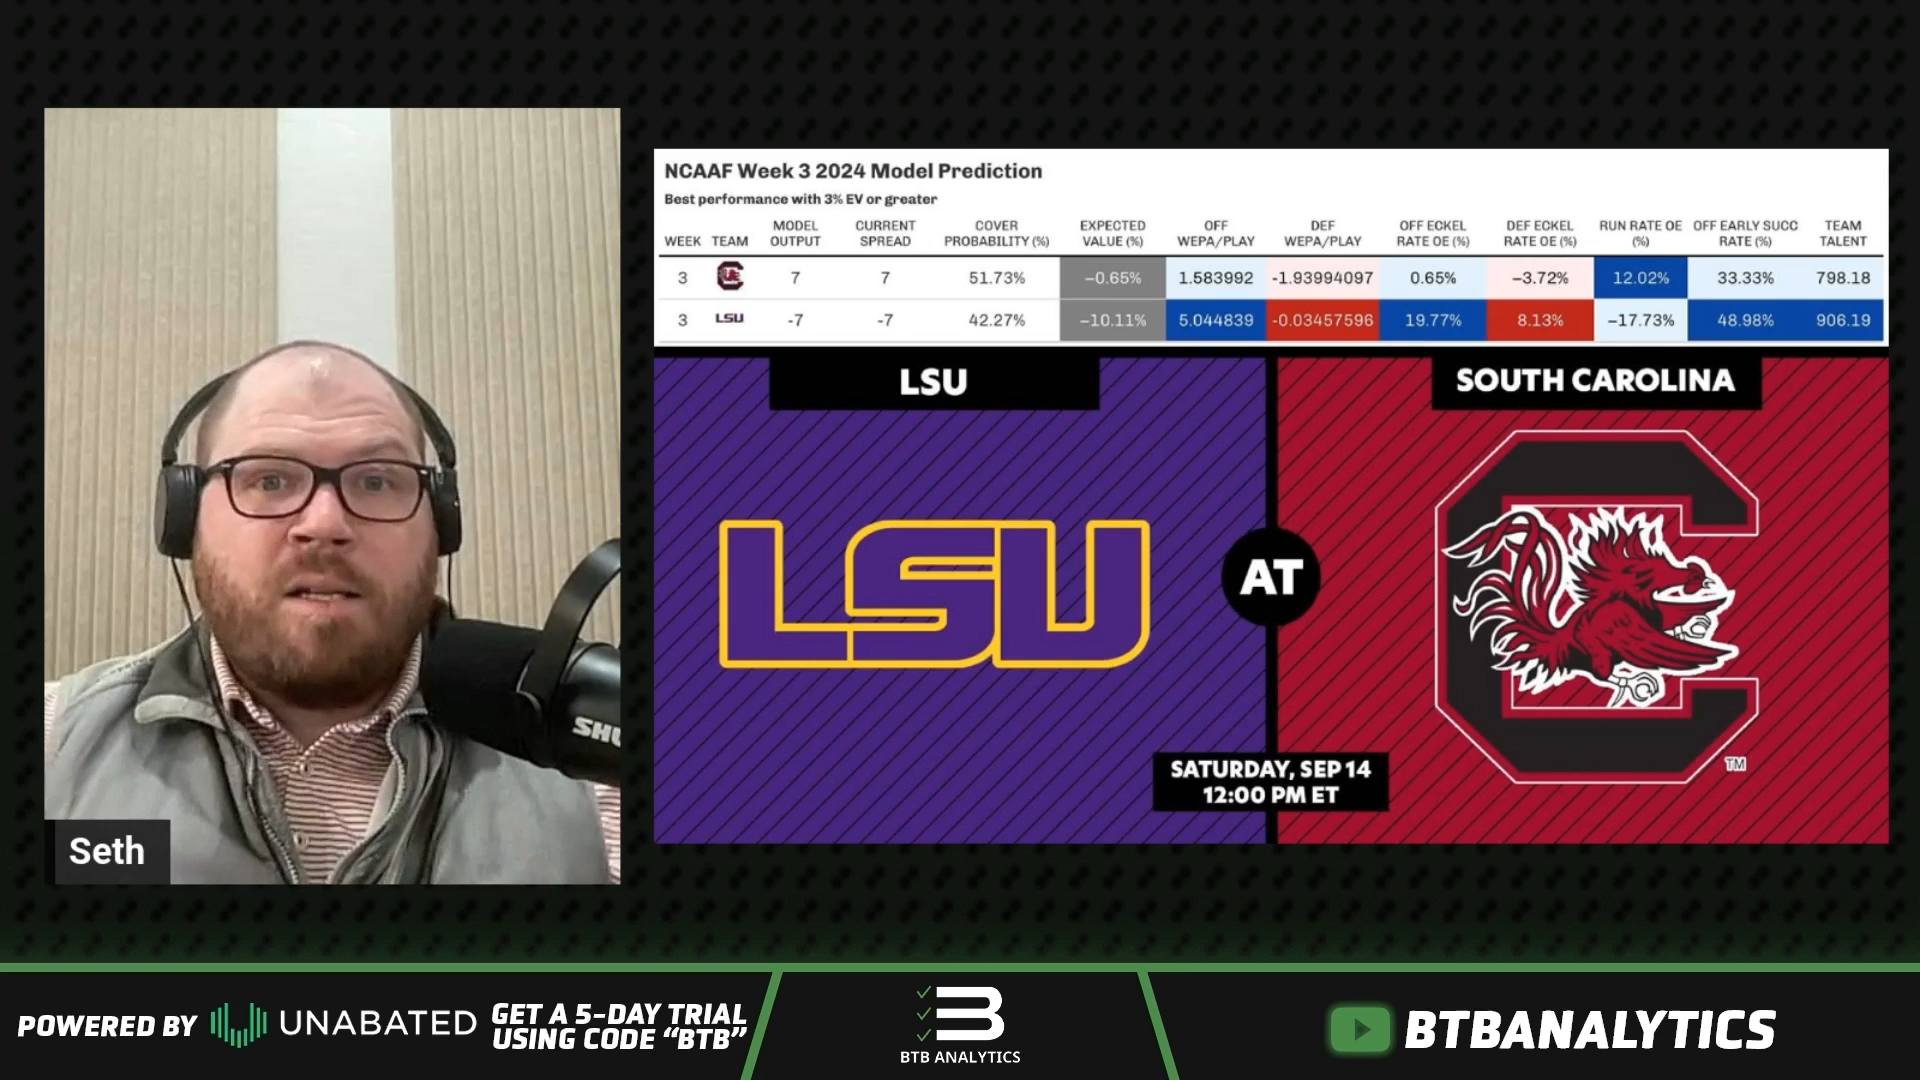 NCAAF Week 3 2024 Model Prediction
Best performance with 3% EV or greater
WEEK TEAM MODEL OUTPUT CURRENT SPREAD COVER PROBABILITY (%) EXPECTED VALUE (%) OFF WEPA/PLAY DEF WEPA/PLAY OFF ECKEL RATE OE (%) DEF ECKEL RATE OE (%) RUN RATE OE (%) OFF EARLY SUCC RATE (%) TEAM TALENT
3 7 7 51.73% −0.65% 1.583992 -1.93994097 0.65% −3.72% 12.02% 33.33% 798.18
3 LSU -7 -7 42.27% −10.11% 5.044839 -0.03457596 19.77% 8.13% −17.73% 48.98% 906.19
LSU
SOUTH CAROLINA
LSU
AT
C
TM
SATURDAY, SEP 14
12:00 PM ET
SHU
Seth
POWERED BY UNABATED
GET A 5-DAY TRIAL
USING CODE “BTB”
BTB ANALYTICS
BTBANALYTICS